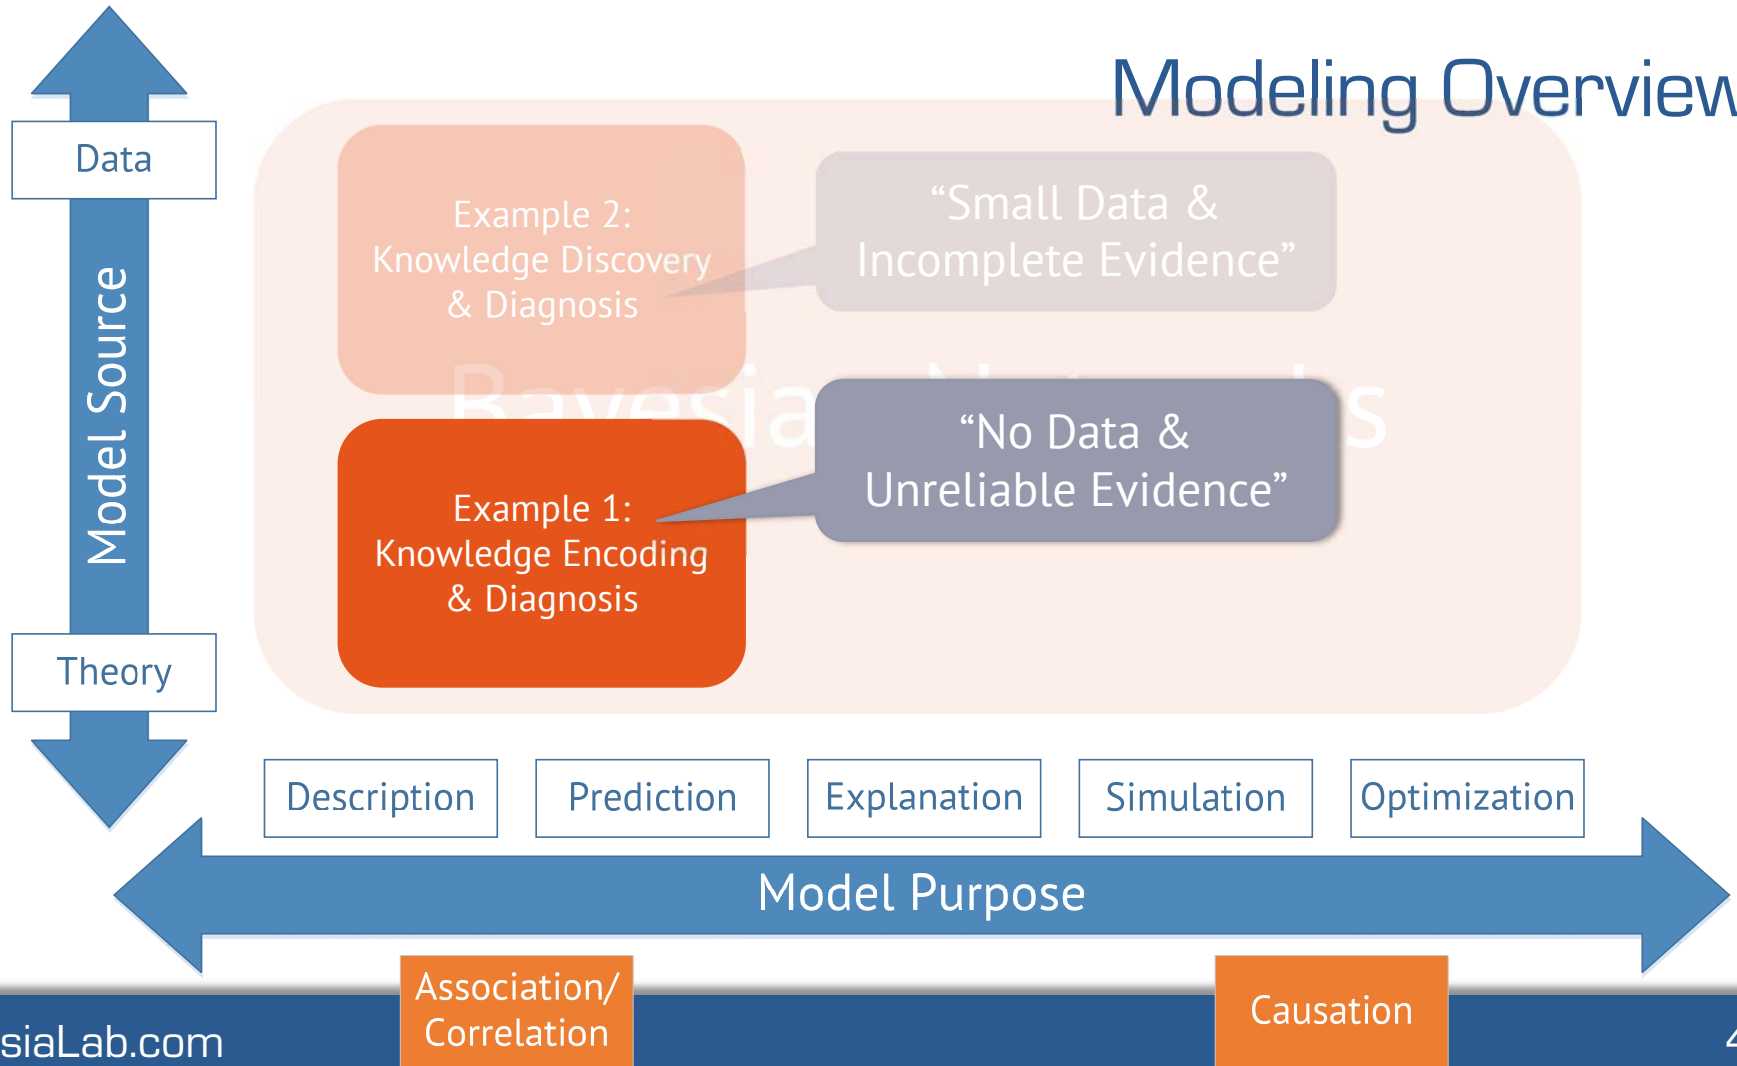 Modeling Overview
Data
Model Source
Theory
Example 2:
Knowledge Discovery
& Diagnosis
“Small Data &
Incomplete Evidence”
Example 1:
Knowledge Encoding
& Diagnosis
“No Data &
Unreliable Evidence”
Description
Prediction
Explanation
Simulation
Optimization
Model Purpose
Association/
Correlation
Causation
siaLab.com
4